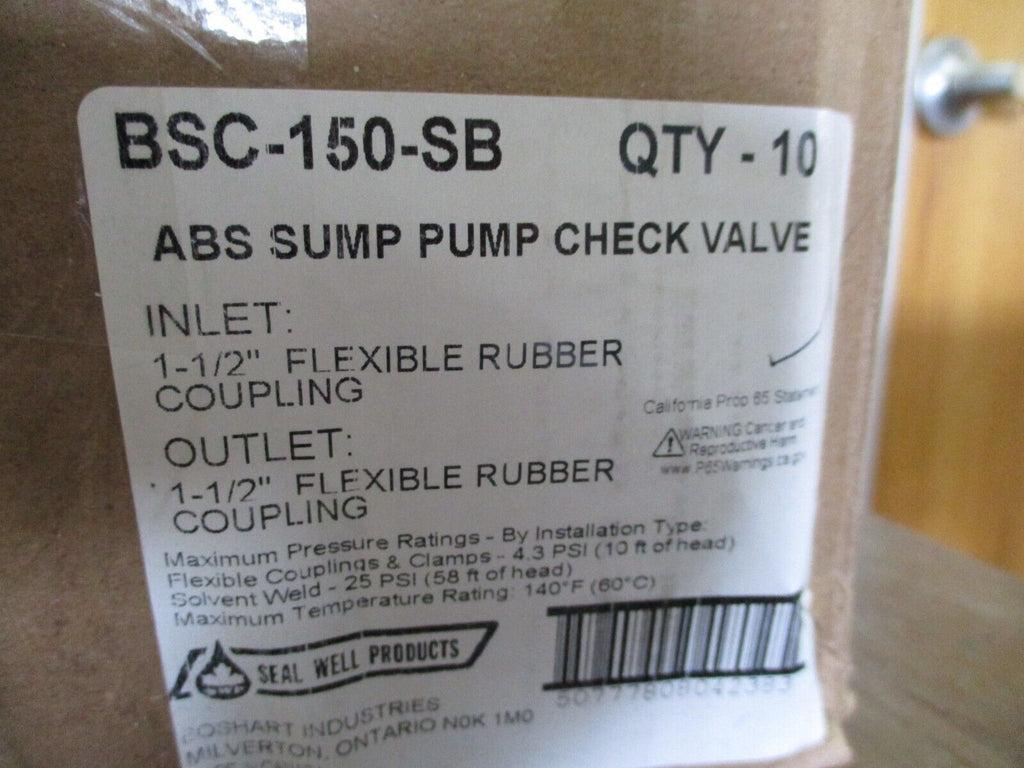 BSC-150-SB QTY - 10
ABS SUMP PUMP CHECK VALVE
INLET:
1-1/2" FLEXIBLE RUBBER
COUPLING
OUTLET:
1-1/2" FLEXIBLE RUBBER
COUPLING
California Prop 65
WARNING Cancer and
Reproductive Harm
www.P65Warnings.ca.gov
Maximum Pressure Ratings - By Installation Type:
Flexible Couplings & Clamps - 4.3 PSI (10 ft of head)
Solvent Weld - 25 PSI (58 ft of head)
Maximum Temperature Rating: 140°F (60°C)
SEAL WELL PRODUCTS
INDUSTRIES
MILVERTON, ONTARIO N0K 1M0